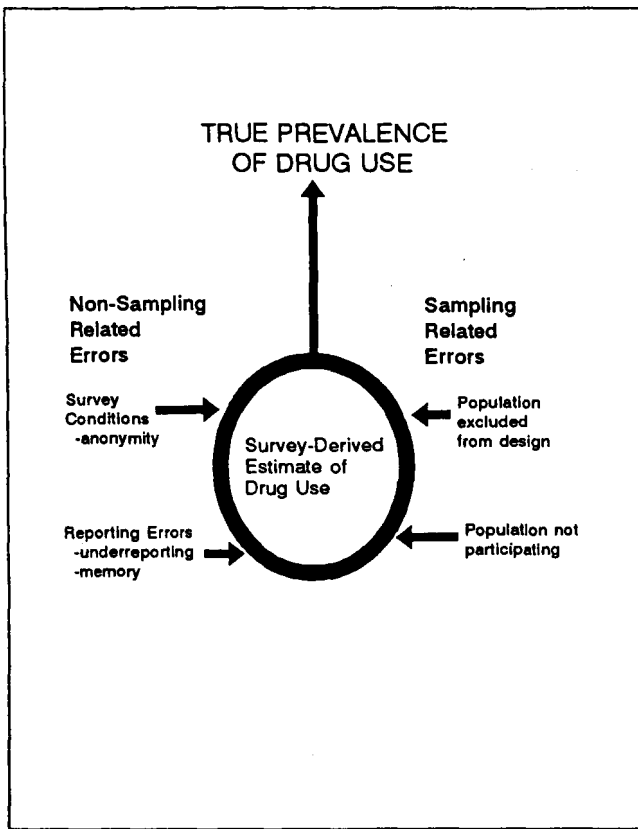 TRUE PREVALENCE
OF DRUG USE
Non-Sampling
Related
Errors
Sampling
Related
Errors
Survey
Conditions
-anonymity
Population
excluded
from design
Survey-Derived
Estimate of
Drug Use
Reporting Errors
-underreporting
-memory
Population not
participating